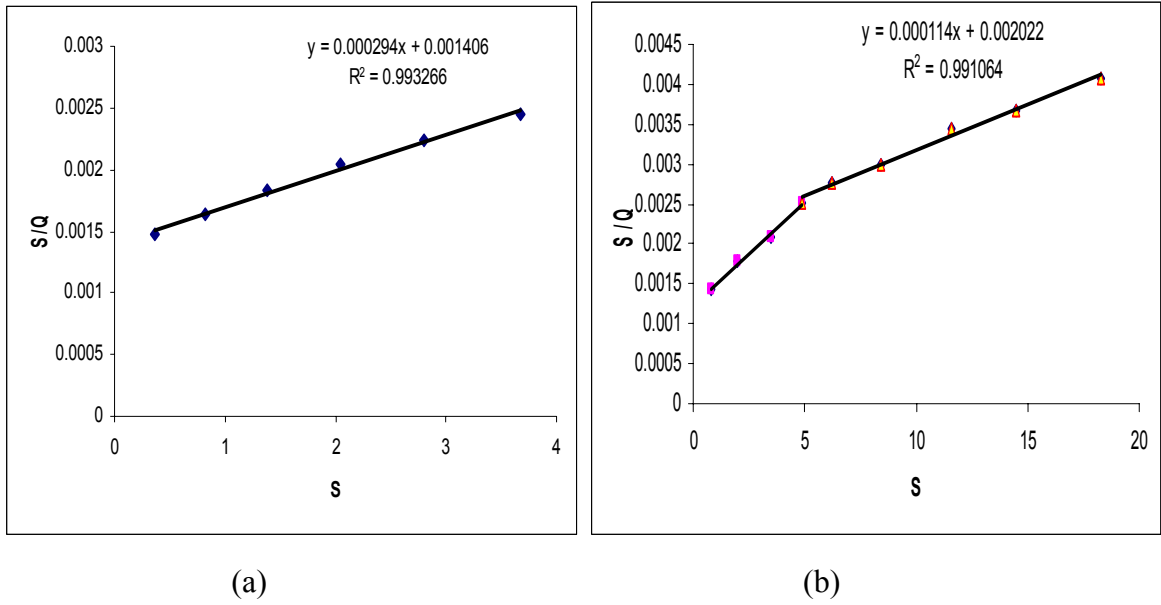 y = 0.000294x + 0.001406
R² = 0.993266
0.003
0.0025
0.002
0.0015
0.001
0.0005
0
S / Q
0 1 2 3 4
S
(a)
y = 0.000114x + 0.002022
R² = 0.991064
0.0045
0.004
0.0035
0.003
0.0025
0.002
0.0015
0.001
0.0005
0
S / Q
0 5 10 15 20
S
(b)